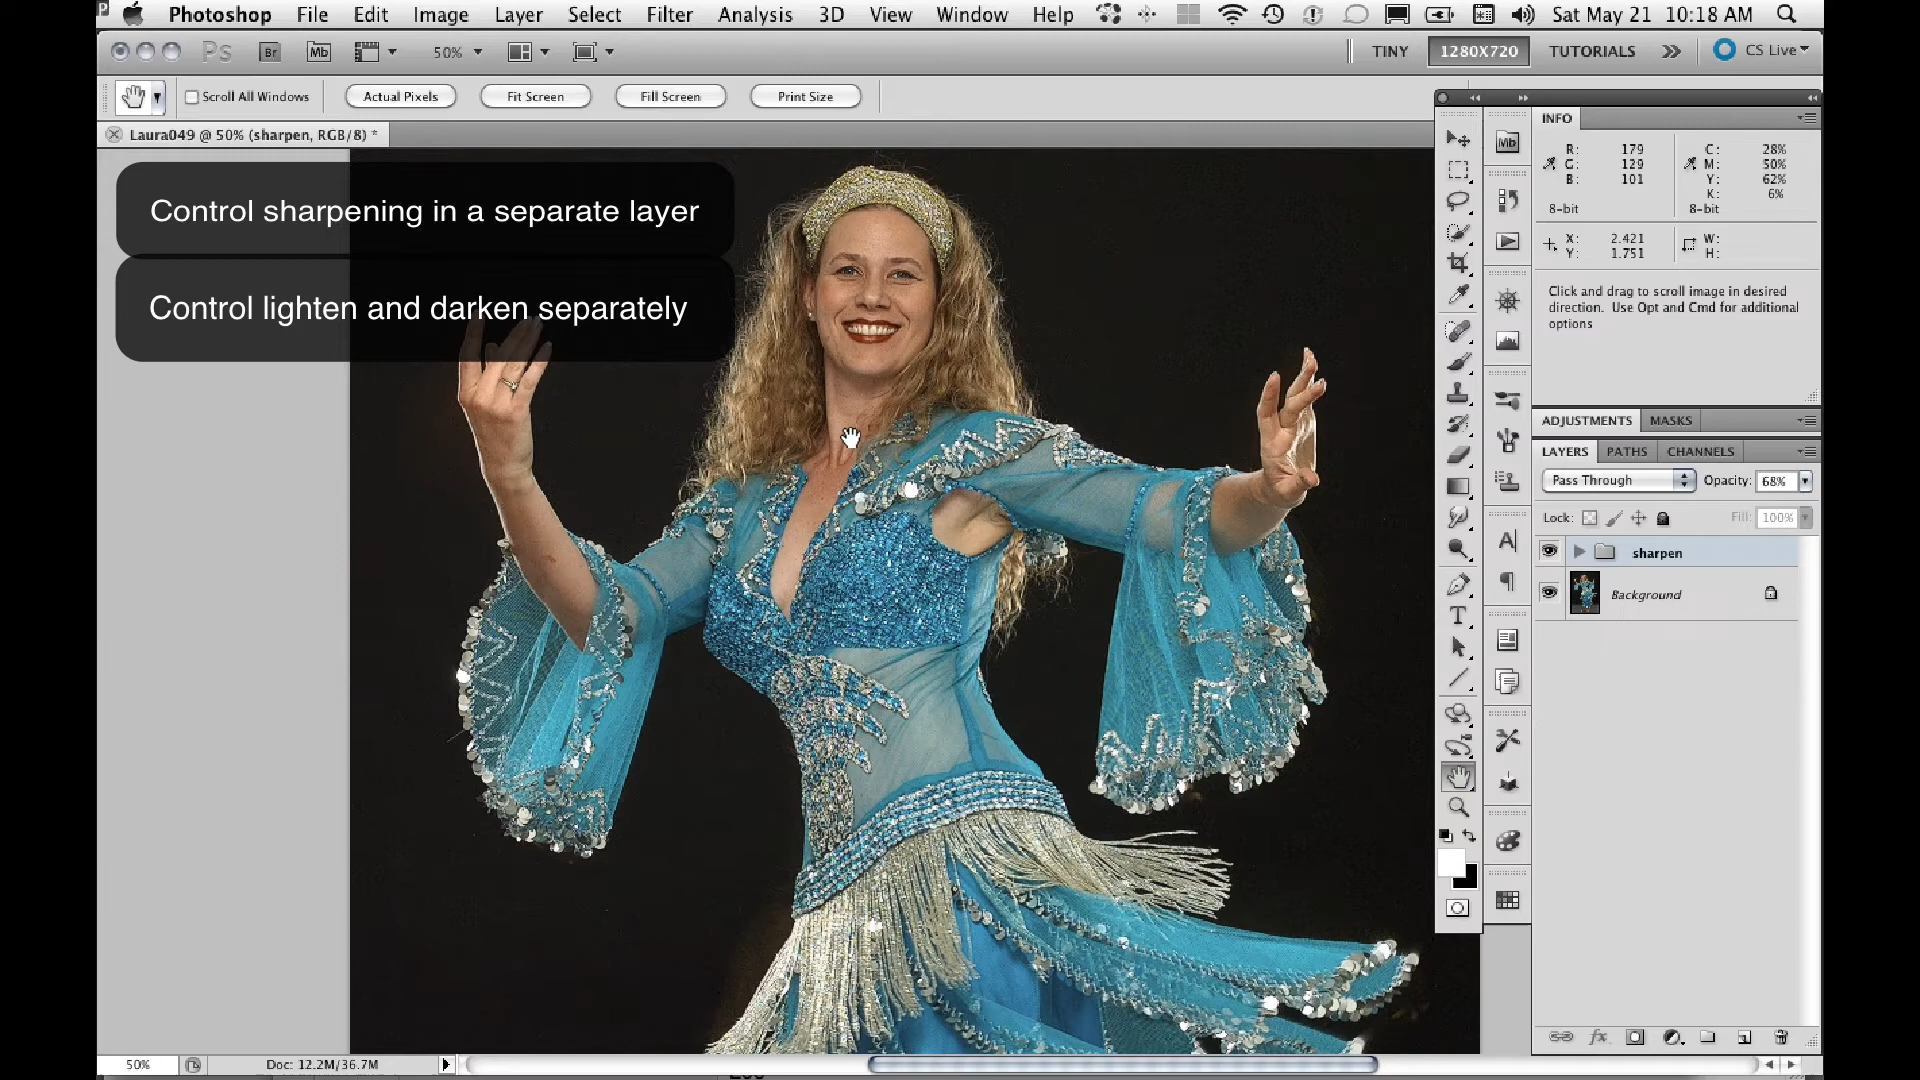 Photoshop File Edit Image Layer Select Filter Analysis 3D View Window Help Sat May 21 10:18 AM
Ps Br Mb 50% TINY 1280X720 TUTORIALS CS Live
Scroll All Windows Actual Pixels Fit Screen Fill Screen Print Size
Laura049 @ 50% (sharpen, RGB/8) *
Control sharpening in a separate layer
Control lighten and darken separately
Mb
INFO
R: 179 C: 28%
G: 129 M: 50%
B: 101 Y: 62%
K: 6%
8-bit 8-bit
X: 2.421 W:
Y: 1.751 H:
Click and drag to scroll image in desired
direction. Use Opt and Cmd for additional
options
ADJUSTMENTS MASKS
LAYERS PATHS CHANNELS
Pass Through Opacity: 68%
Lock: Fill: 100%
sharpen
Background
50% Doc: 12.2M/36.7M